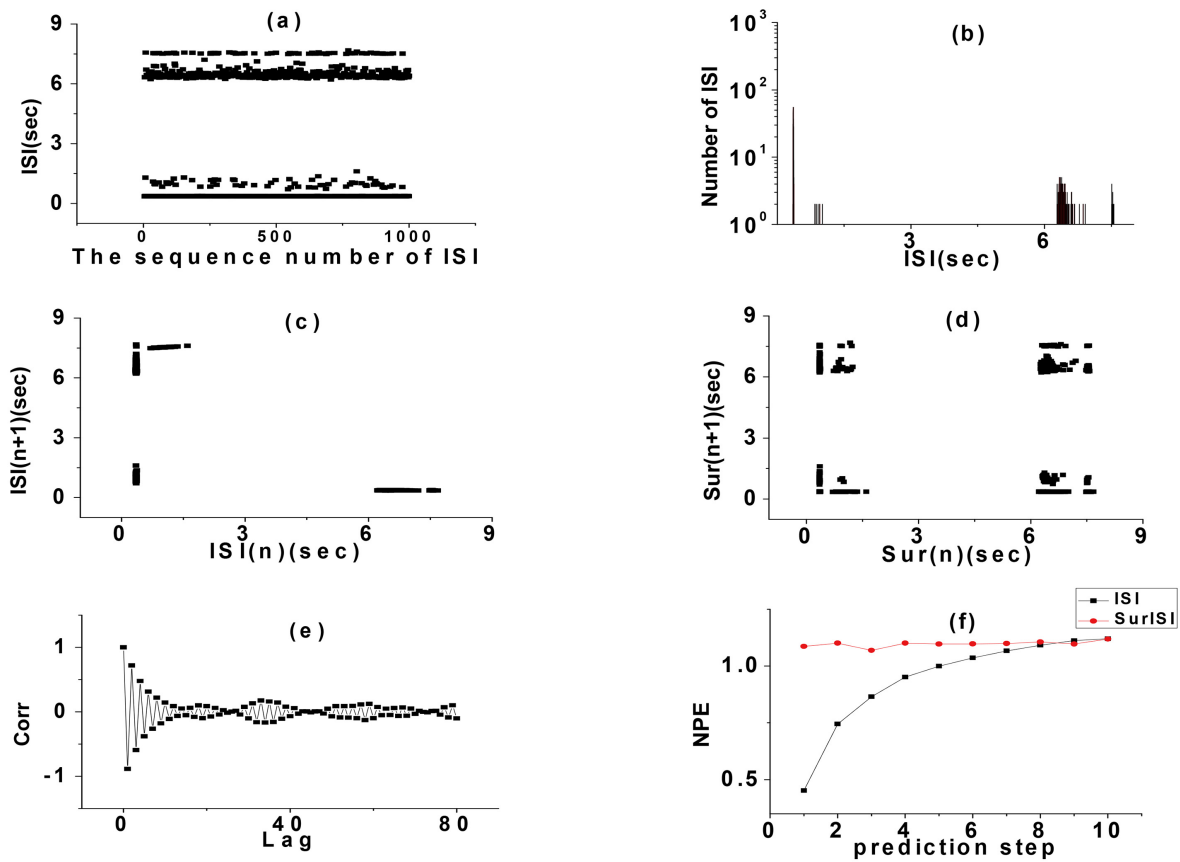 (a)
ISI(sec)
9
6
3
0
0
500
1000
The sequence number of ISI
(b)
Number of ISI
10^3
10^2
10^1
10^0
3
6
ISI(sec)
(c)
ISI(n+1)(sec)
9
6
3
0
0
3
6
9
ISI(n)(sec)
(d)
Sur(n+1)(sec)
9
6
3
0
0
3
6
9
Sur(n)(sec)
(e)
Corr
1
0
-1
0
40
80
Lag
(f)
ISI
SurISI
NPE
1.0
0.5
0
2
4
6
8
10
prediction step